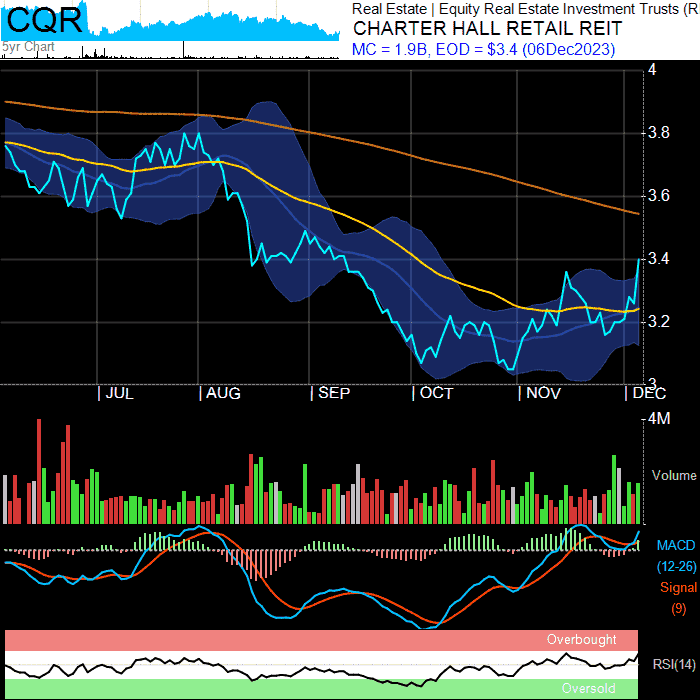 CQR
5yr Chart
Real Estate | Equity Real Estate Investment Trusts (R
CHARTER HALL RETAIL REIT
MC = 1.9B, EOD = $3.4 (06Dec2023)
4
3.8
3.6
3.4
3.2
3
| JUL | AUG | SEP | OCT | NOV | DEC
4M
Volume
MACD
(12-26)
Signal
(9)
Overbought
RSI(14)
Oversold